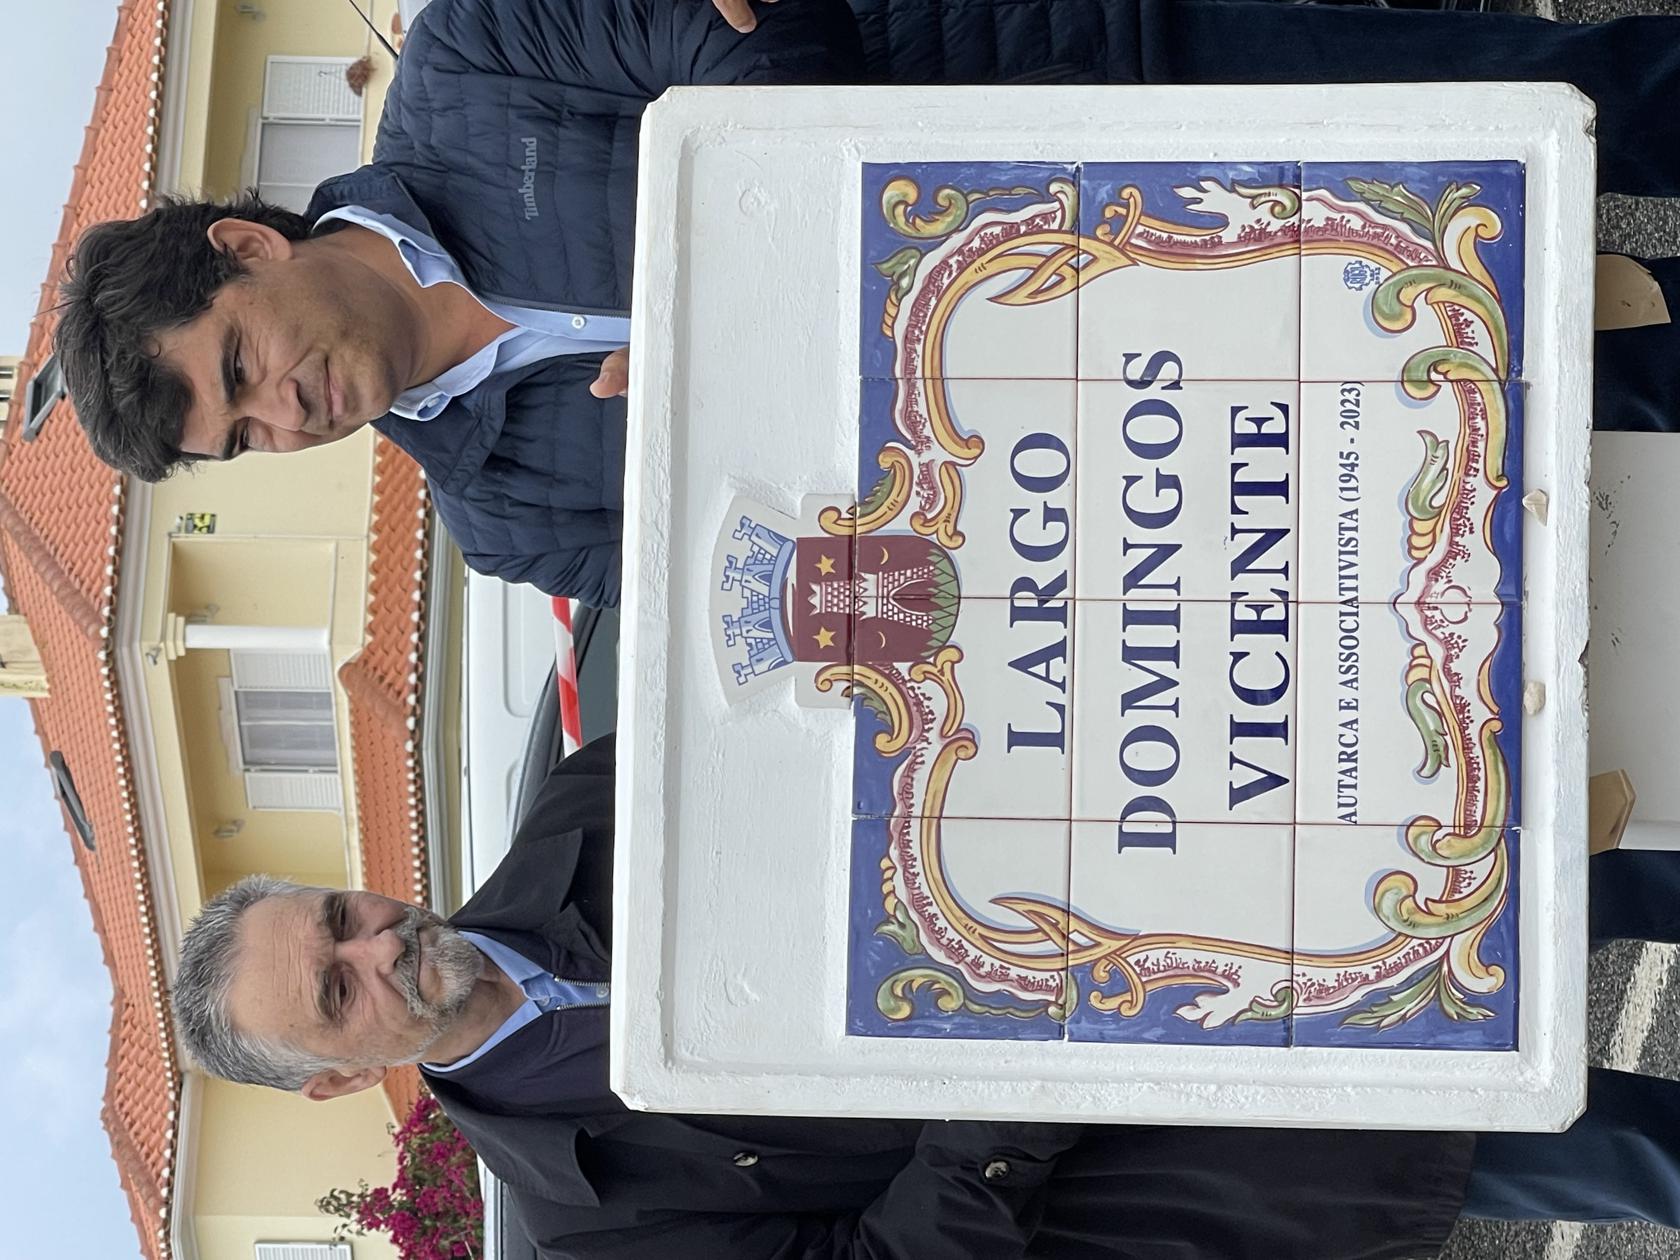 Timberland
LARGO
DOMINGOS
VICENTE
AUTARCA E ASSOCIATIVISTA (1945 - 2023)